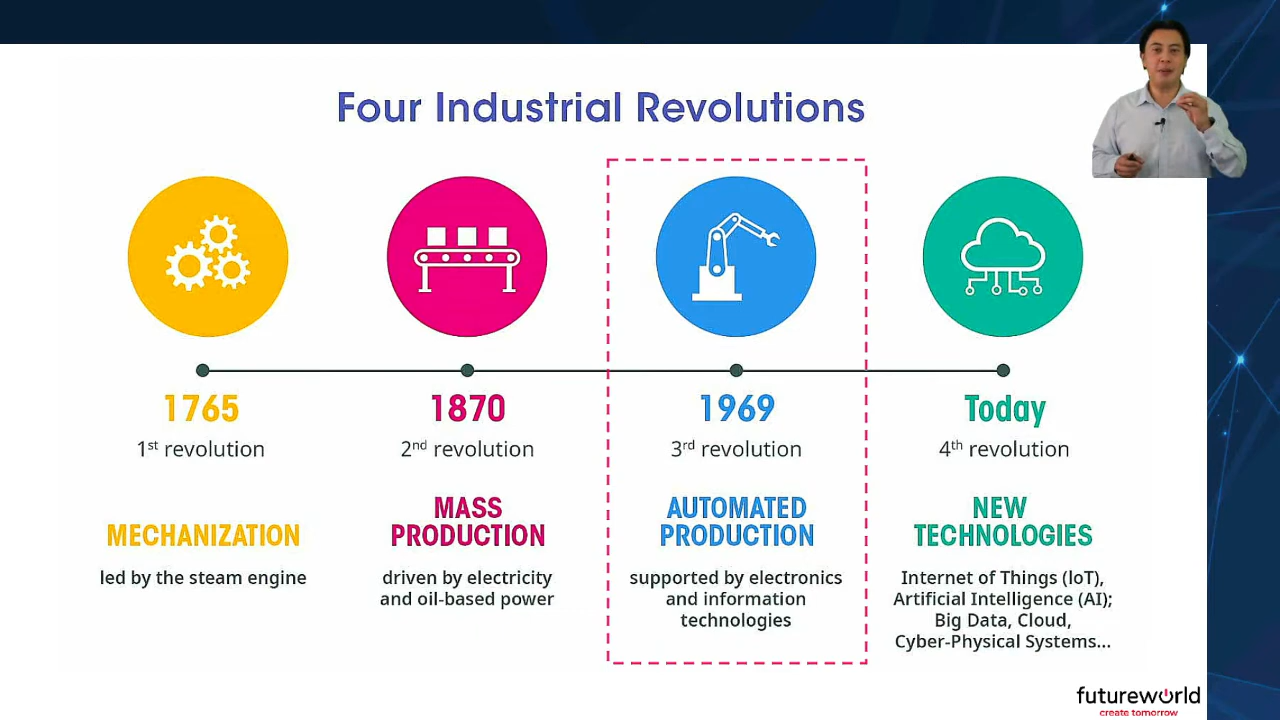 Four Industrial Revolutions
1765
1st revolution
MECHANIZATION
led by the steam engine
1870
2nd revolution
MASS
PRODUCTION
driven by electricity
and oil-based power
1969
3rd revolution
AUTOMATED
PRODUCTION
supported by electronics
and information
technologies
Today
4th revolution
NEW
TECHNOLOGIES
Internet of Things (IoT),
Artificial Intelligence (AI);
Big Data, Cloud,
Cyber-Physical Systems...
futureworld
create tomorrow